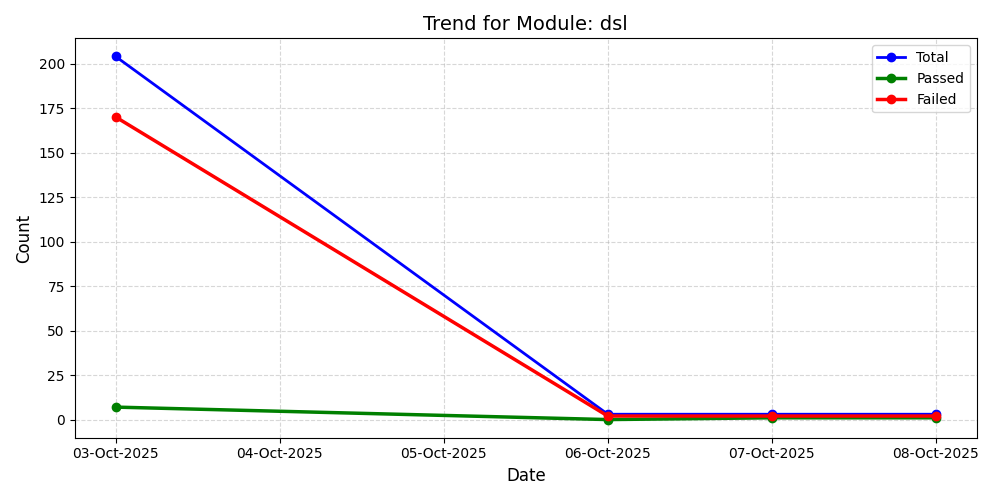 Trend for Module: dsl
Total
Passed
Failed
Count
200
175
150
125
100
75
50
25
0
03-Oct-2025 04-Oct-2025 05-Oct-2025 06-Oct-2025 07-Oct-2025 08-Oct-2025
Date